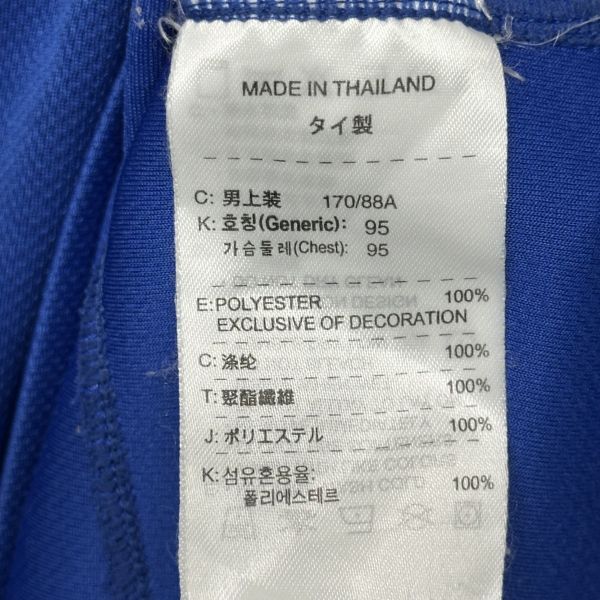 MADE IN THAILAND
タイ製
C: 男上装 170/88A
K: 호칭(Generic): 95
가슴둘레(Chest): 95
E: POLYESTER 100%
EXCLUSIVE OF DECORATION
C: 涤纶 100%
T: 聚酯纖維 100%
J: ポリエステル 100%
K: 섬유혼용율:
폴리에스테르 100%